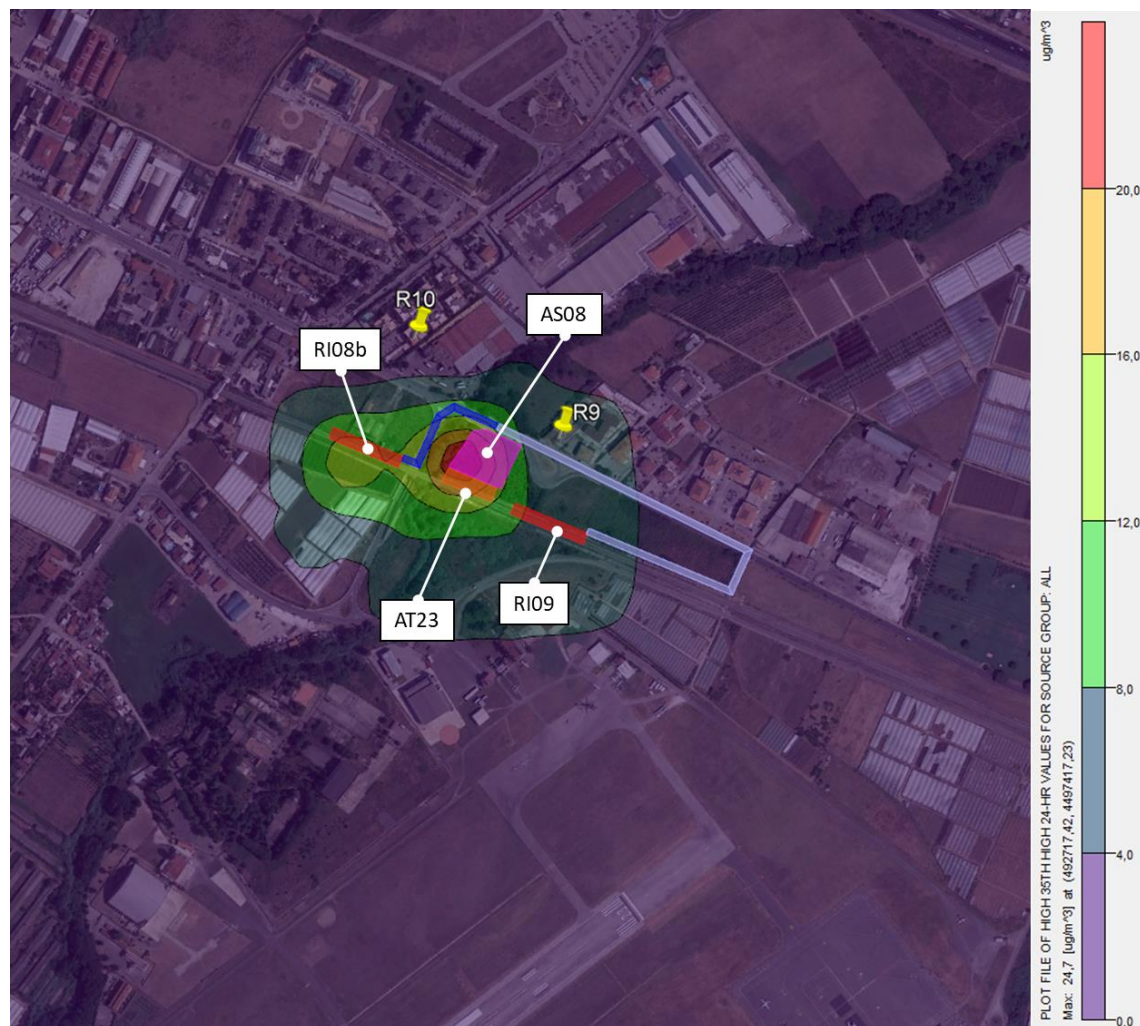 R10
AS08
RI08b
R9
RI09
AT23
ug/m^3
20,0
16,0
12,0
8,0
4,0
0,0
PLOT FILE OF HIGH 35TH HIGH 24-HR VALUES FOR SOURCE GROUP: ALL
Max: 24,7 [ug/m^3] at (492717,42, 4497417,23)